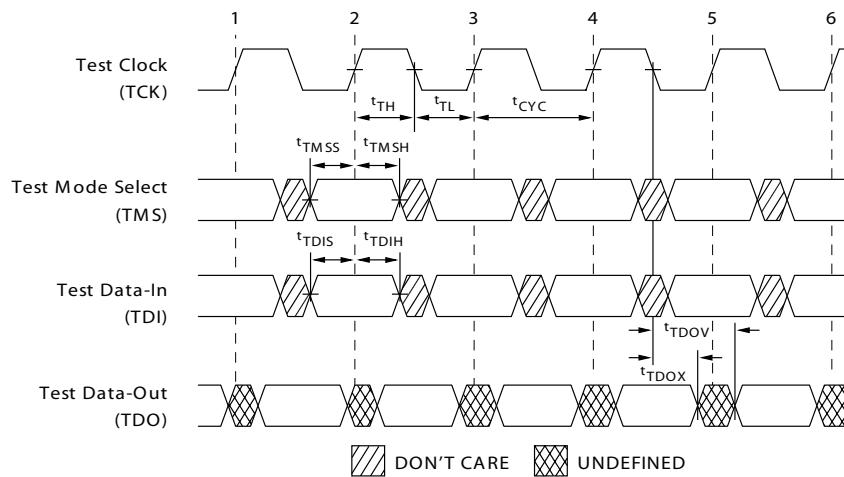 1 2 3 4 5 6
Test Clock
(TCK)
tTH tTL tCYC
tTMSS tTMSH
Test Mode Select
(TMS)
tTDIS tTDIH
Test Data-In
(TDI)
tTDOV
tTDOX
Test Data-Out
(TDO)
DON'T CARE UNDEFINED